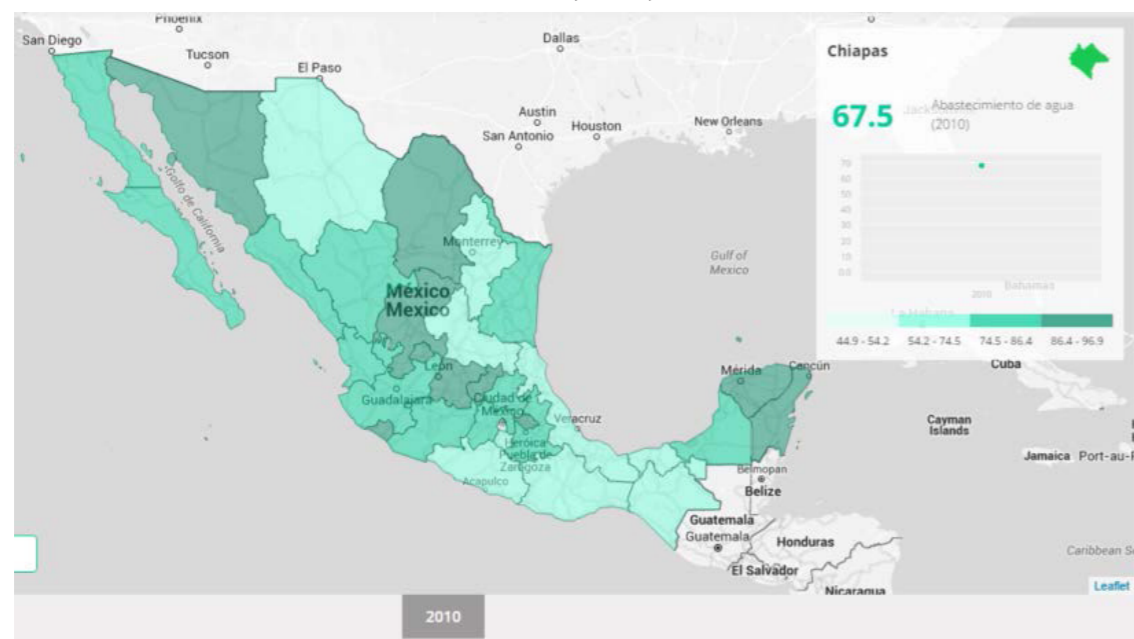 Phoenix
San Diego
Tucson
El Paso
Dallas
Austin
San Antonio
Houston
New Orleans
Golfo de California
Monterrey
México
Mexico
Gulf of
Mexico
León
Guadalajara
Ciudad de
México
Veracruz
Heroica
Puebla de
Zaragoza
Acapulco
Mérida
Cancún
Belmopan
Belize
Guatemala
Guatemala
Honduras
El Salvador
Nicaragua
Cuba
Cayman
Islands
Jamaica
Port-au-P
Caribbean S
Chiapas
67.5
Abastecimiento de agua
(2010)
70
60
50
40
30
20
10
0.0
2010
Bahamas
La Habana
44.9 - 54.2
54.2 - 74.5
74.5 - 86.4
86.4 - 96.9
Leaflet
2010